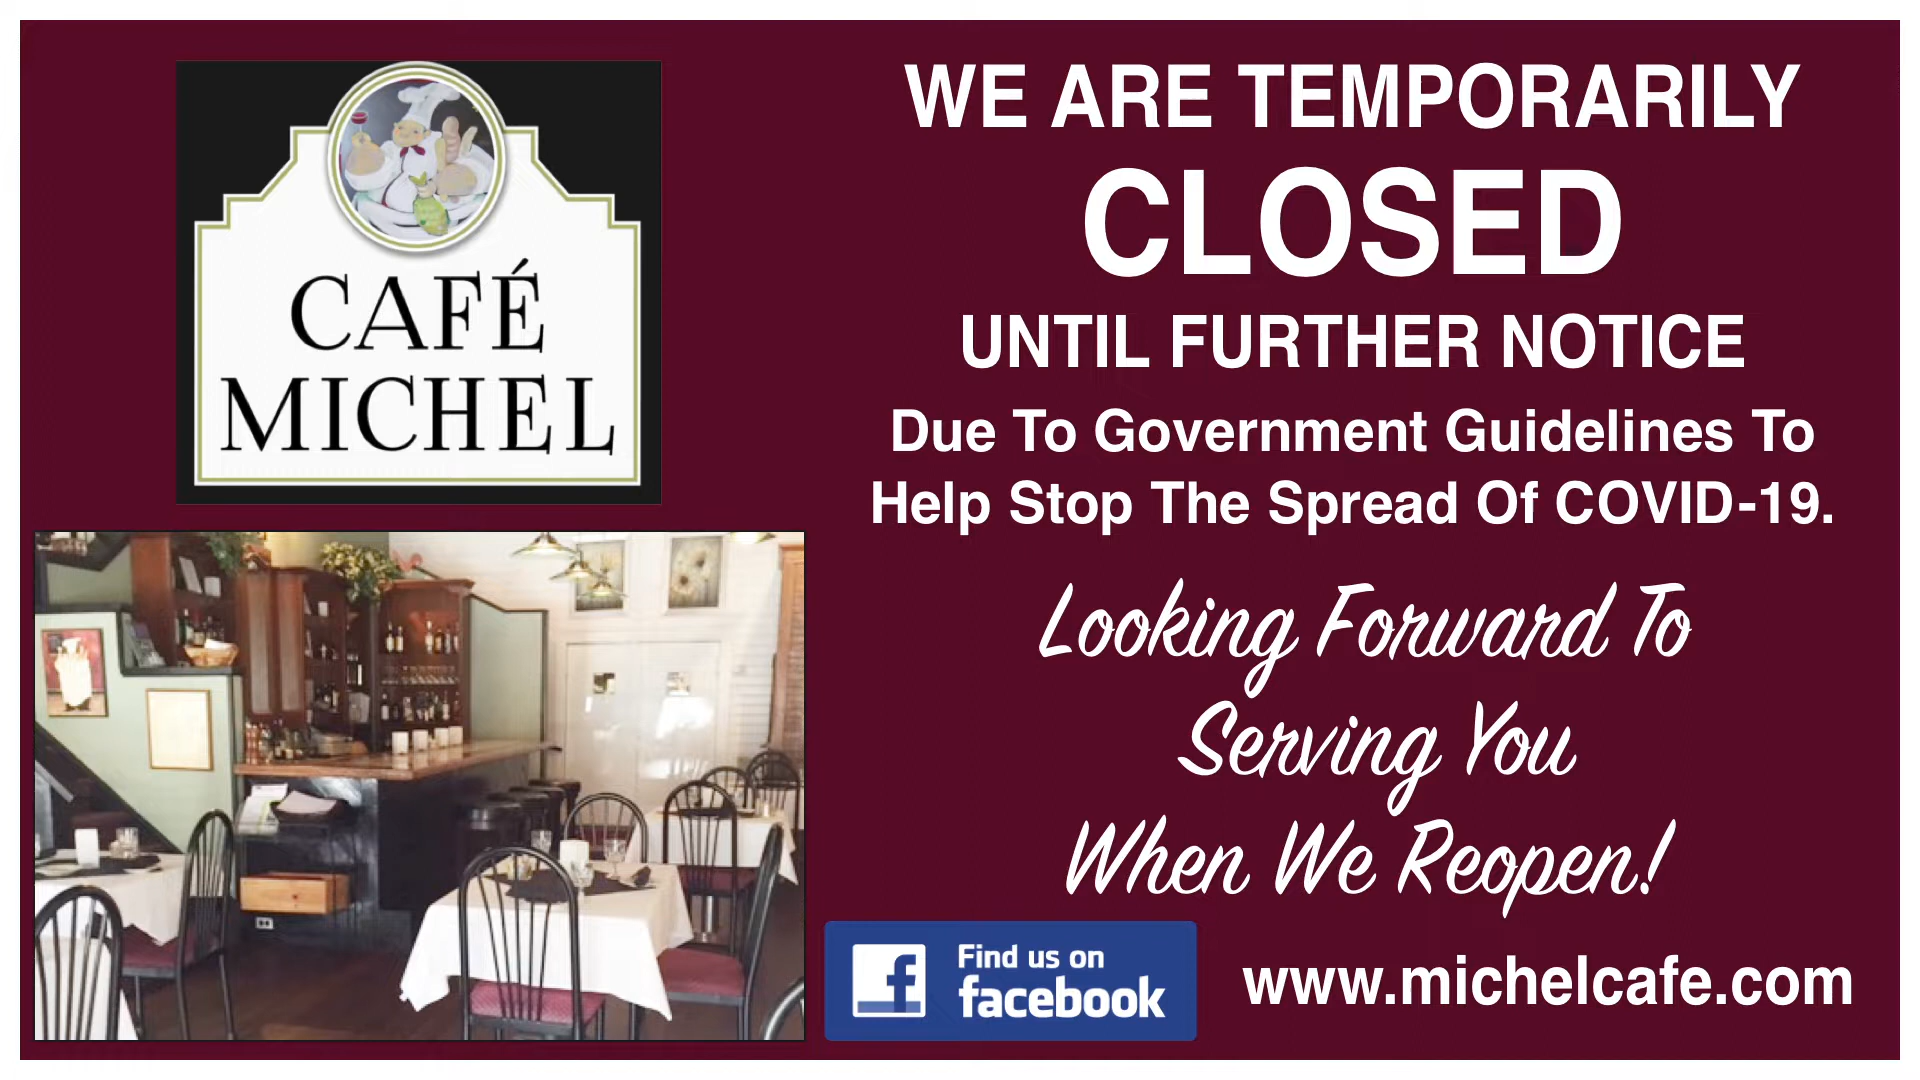 CAFÉ
MICHEL
WE ARE TEMPORARILY
CLOSED
UNTIL FURTHER NOTICE
Due To Government Guidelines To
Help Stop The Spread Of COVID-19.
Looking Forward To
Serving You
When We Reopen!
f
Find us on
facebook
www.michelcafe.com